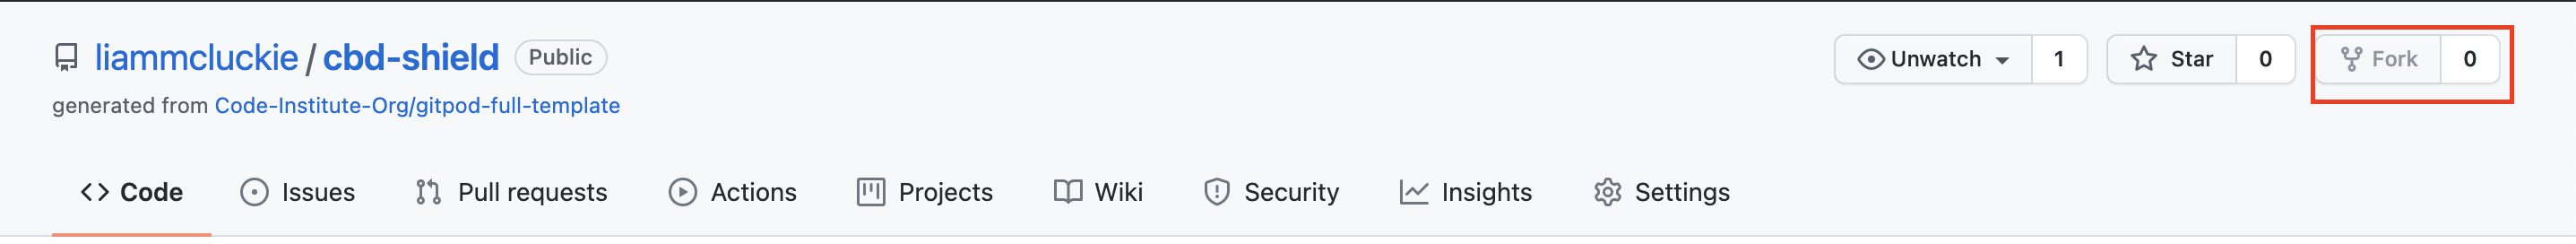 liammcluckie / cbd-shield Public Unwatch 1 Star 0 Fork 0
generated from Code-Institute-Org/gitpod-full-template
Code Issues Pull requests Actions Projects Wiki Security Insights Settings